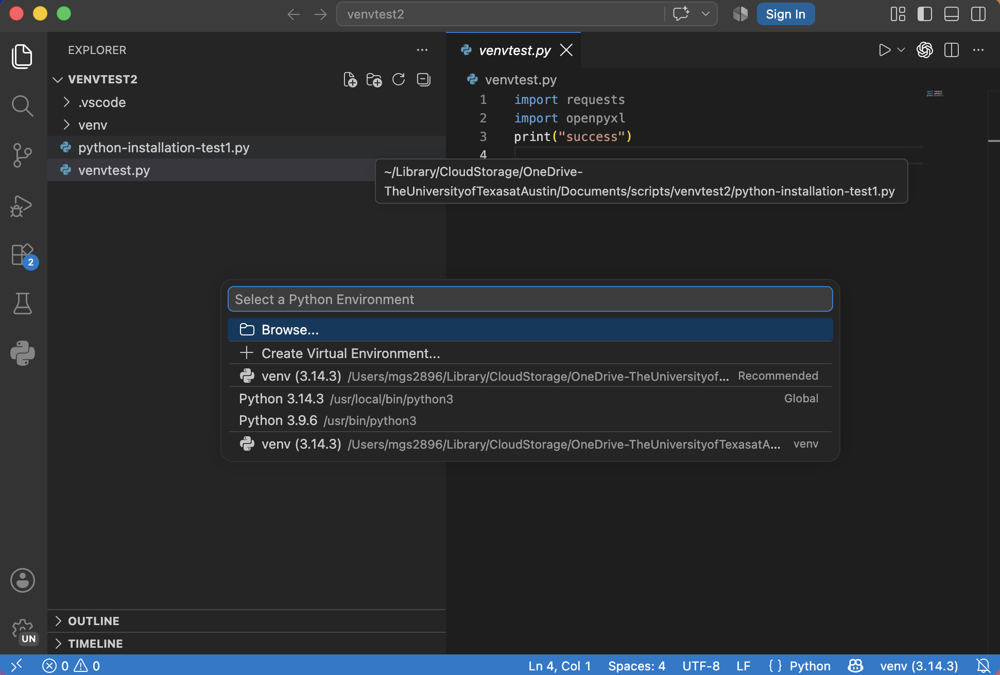 venvtest2
Sign In
EXPLORER
VENVTEST2
.vscode
venv
python-installation-test1.py
venvtest.py
2
UN
OUTLINE
TIMELINE
venvtest.py
venvtest.py
1 import requests
2 import openpyxl
3 print("success")
4
~/Library/CloudStorage/OneDrive-
TheUniversityofTexasatAustin/Documents/scripts/venvtest2/python-installation-test1.py
Select a Python Environment
Browse...
Create Virtual Environment...
venv (3.14.3) /Users/mgs2896/Library/CloudStorage/OneDrive-TheUniversityof... Recommended
Python 3.14.3 /usr/local/bin/python3 Global
Python 3.9.6 /usr/bin/python3
venv (3.14.3) /Users/mgs2896/Library/CloudStorage/OneDrive-TheUniversityofTexasatA... venv
0 0 Ln 4, Col 1 Spaces: 4 UTF-8 LF { } Python venv (3.14.3)